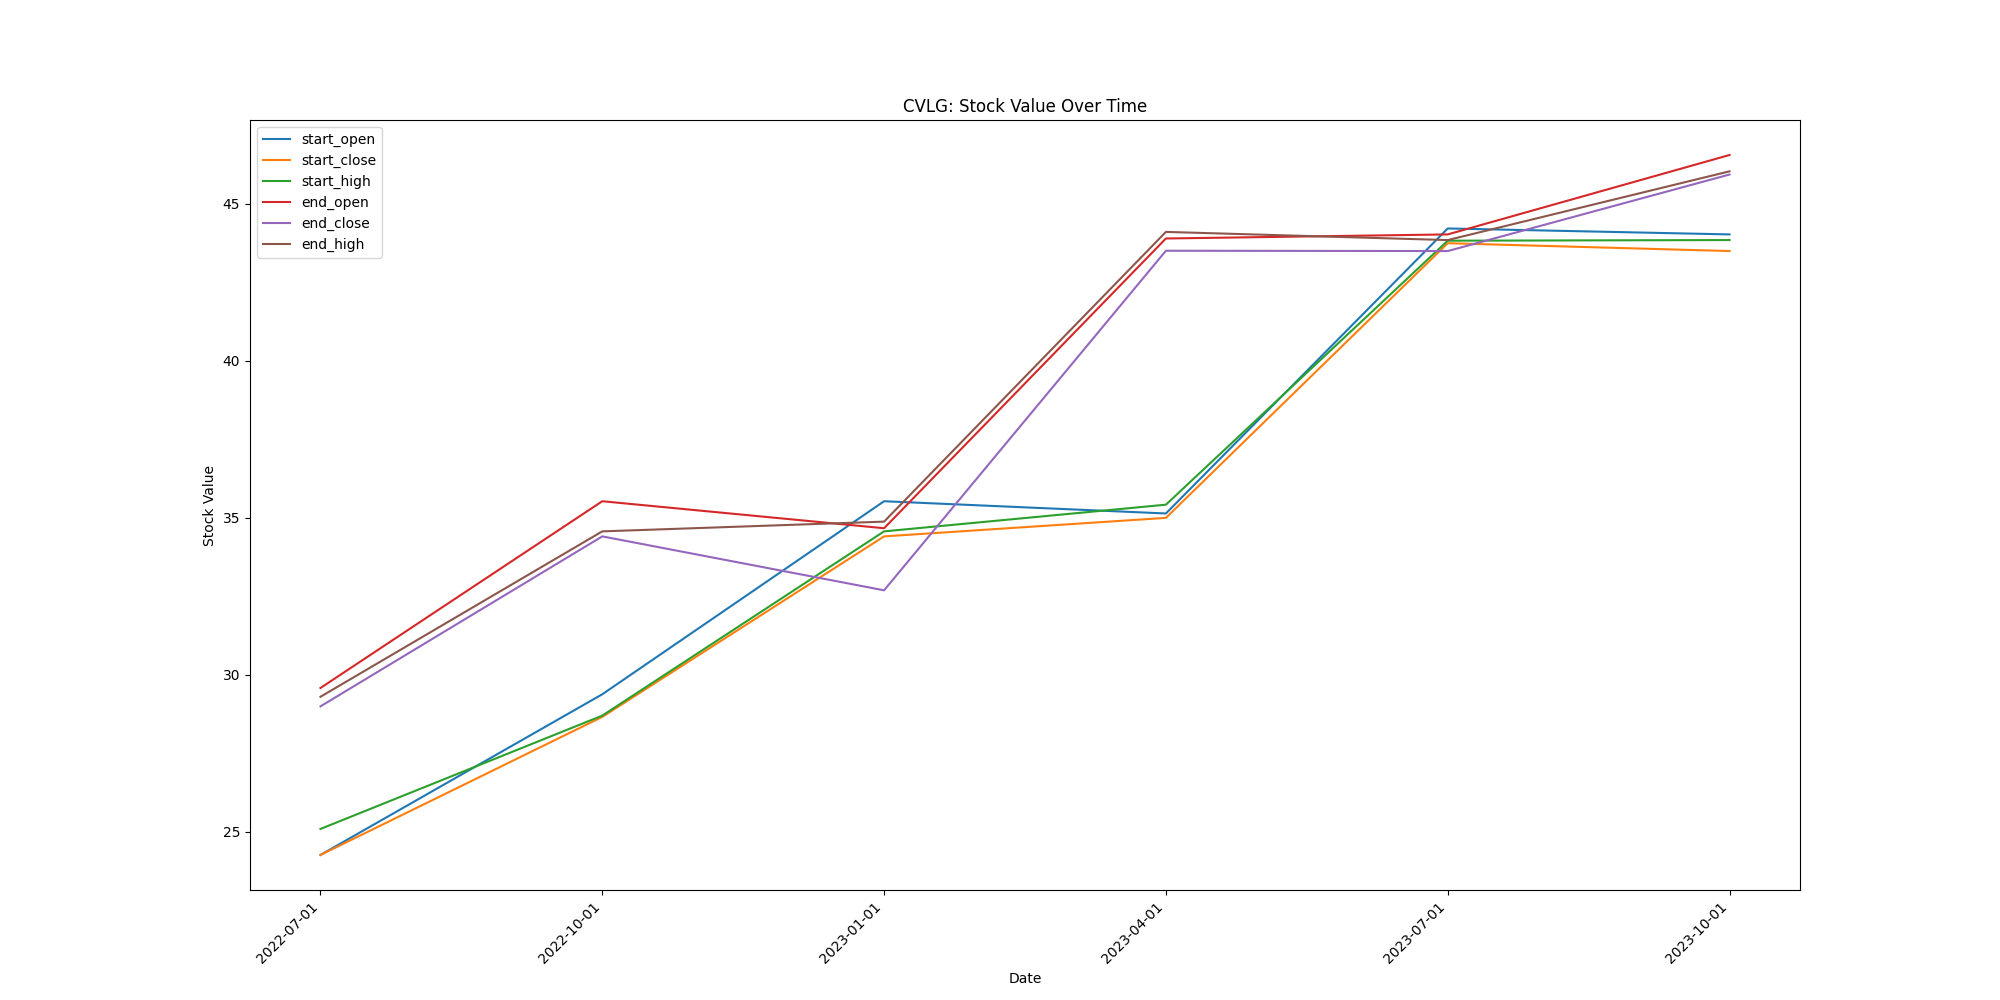 CVLG: Stock Value Over Time
start_open
start_close
start_high
end_open
end_close
end_high
45
40
35
30
25
Stock Value
2022-07-01
2022-10-01
2023-01-01
2023-04-01
2023-07-01
2023-10-01
Date